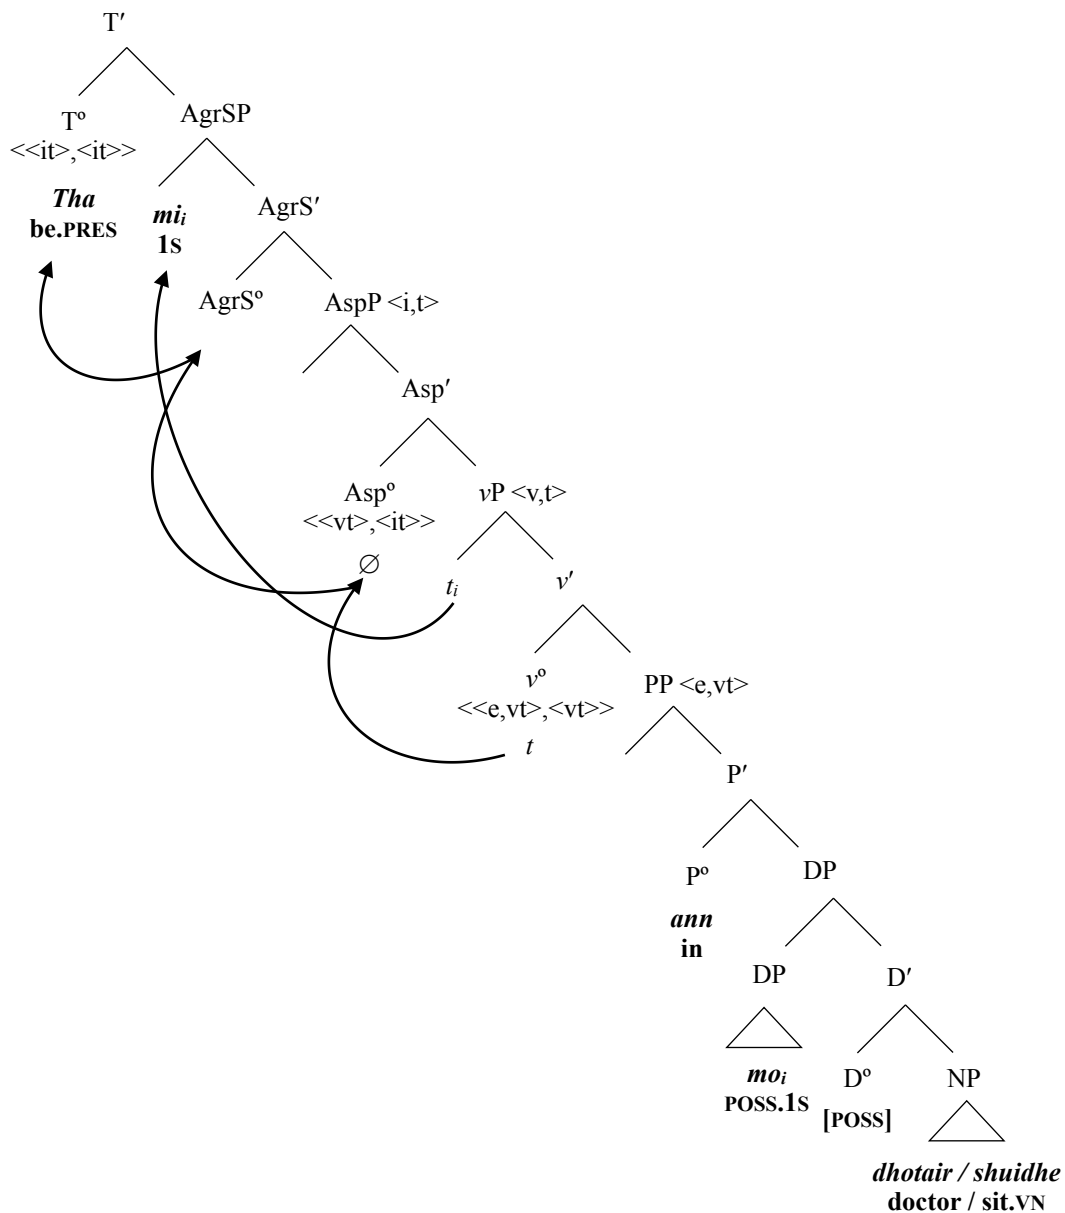 T′
Tº
<<it>,<it>>
AgrSP
Tha
be.PRES
miᵢ
1S
AgrS′
AgrSº
AspP <i,t>
Asp′
Aspº
<<vt>,<it>>
∅
vP <v,t>
tᵢ
v′
vº
<<e,vt>,<vt>>
t
PP <e,vt>
P′
Pº
ann
in
DP
DP
moᵢ
POSS.1S
D′
Dº
[POSS]
NP
dhotair / shuidhe
doctor / sit.VN